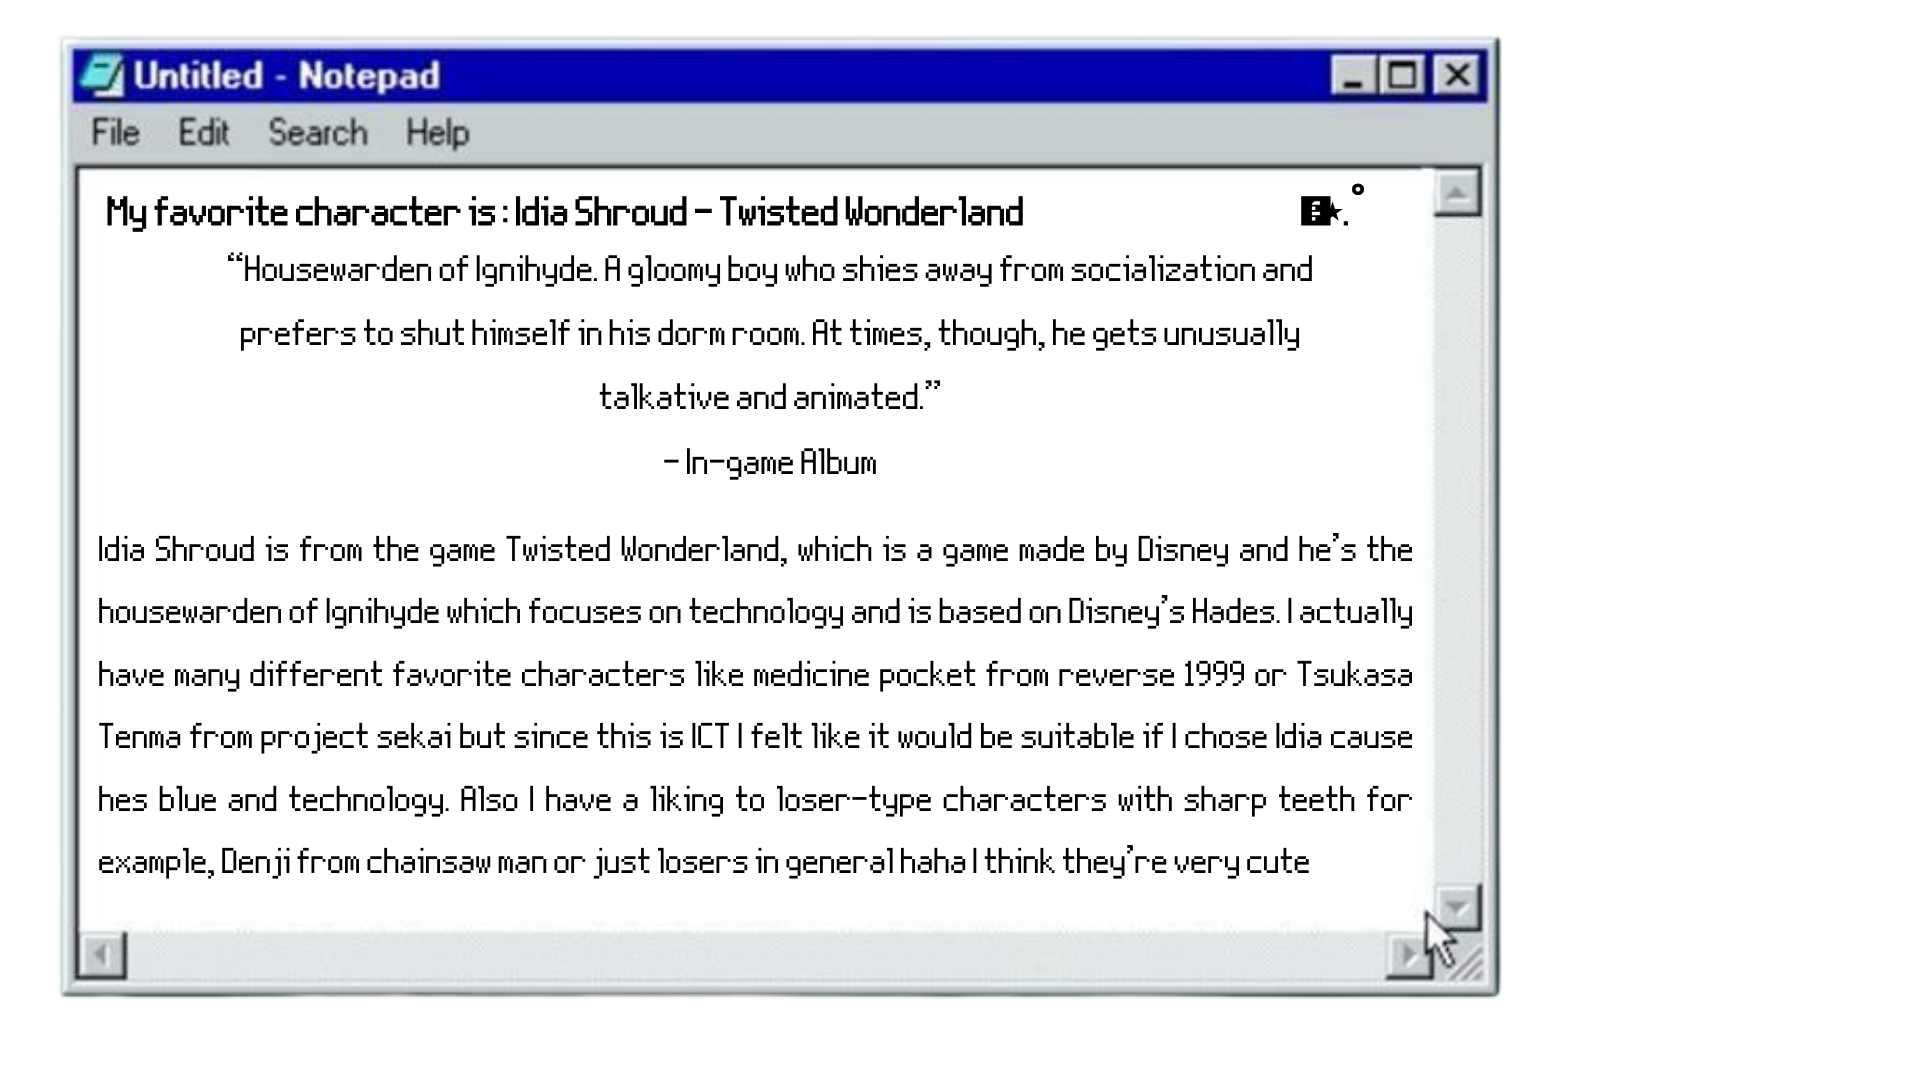 Untitled - Notepad
File Edit Search Help
My favorite character is : Idia Shroud - Twisted Wonderland
“Housewarden of Ignihyde. A gloomy boy who shies away from socialization and
prefers to shut himself in his dorm room. At times, though, he gets unusually
talkative and animated.”
- In-game Album
Idia Shroud is from the game Twisted Wonderland, which is a game made by Disney and he’s the
housewarden of Ignihyde which focuses on technology and is based on Disney’s Hades. I actually
have many different favorite characters like medicine pocket from reverse 1999 or Tsukasa
Tenma from project sekai but since this is ICT I felt like it would be suitable if I chose Idia cause
hes blue and technology. Also I have a liking to loser-type characters with sharp teeth for
example, Denji from chainsaw man or just losers in general haha I think they’re very cute